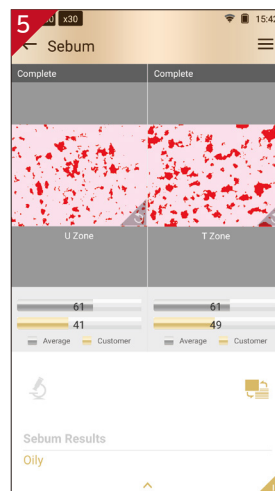 5
x30
15:42
Sebum
Complete
Complete
U Zone
T Zone
61
61
41
49
Average
Customer
Average
Customer
Sebum Results
Oily